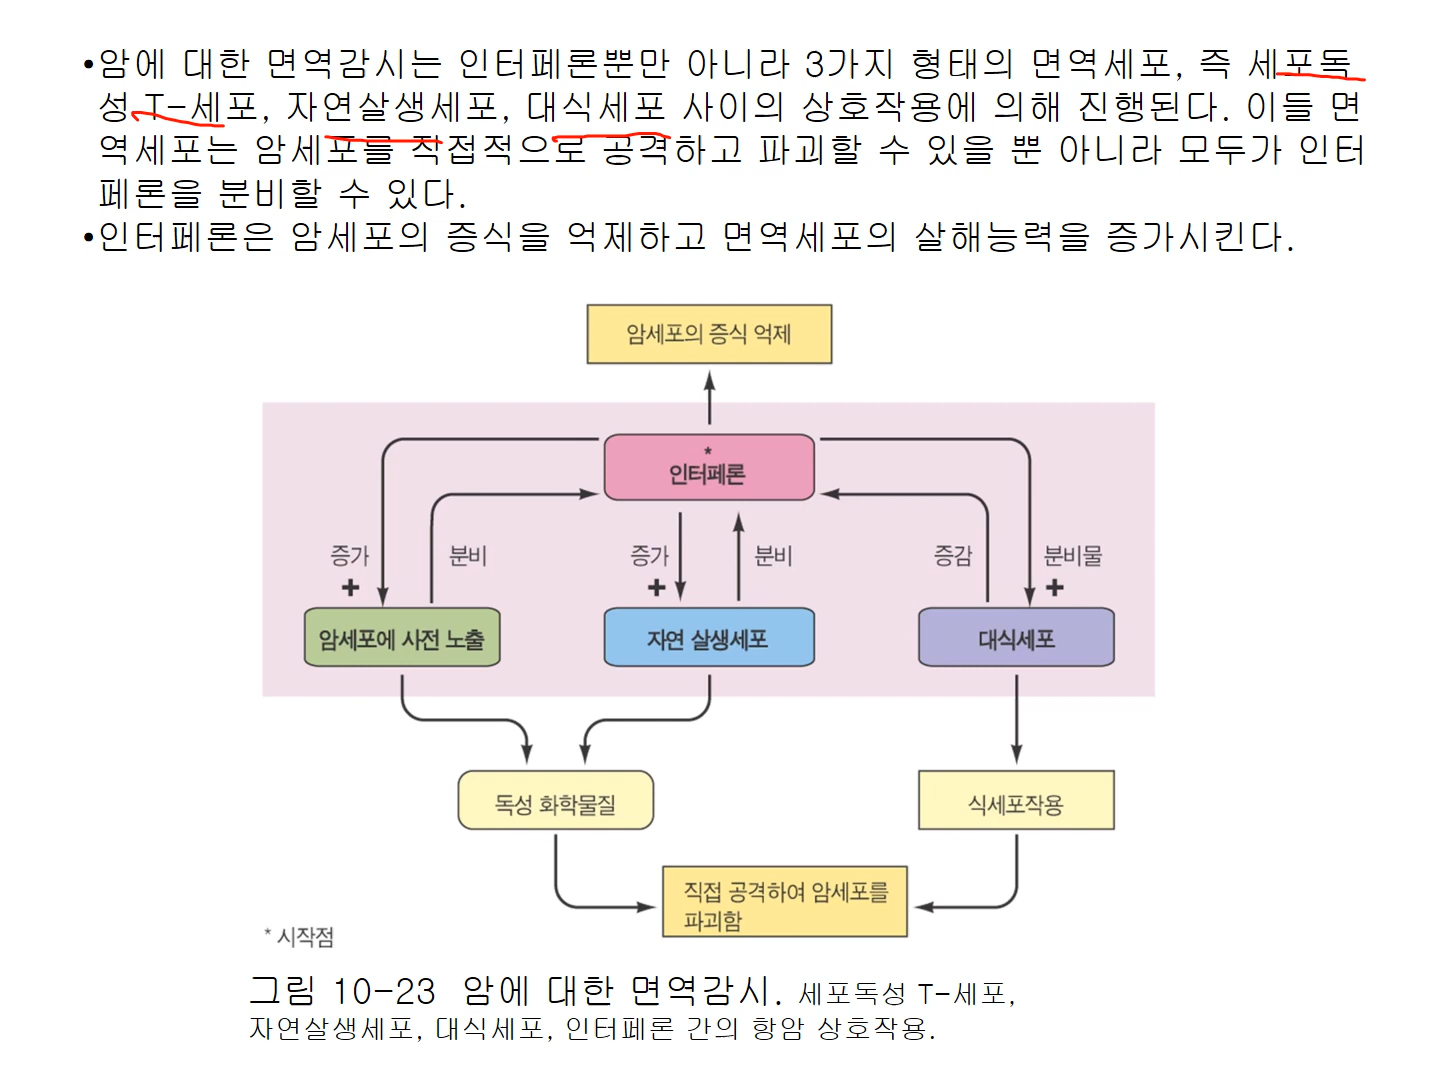 •암에 대한 면역감시는 인터페론뿐만 아니라 3가지 형태의 면역세포, 즉 세포독
성 T-세포, 자연살생세포, 대식세포 사이의 상호작용에 의해 진행된다. 이들 면
역세포는 암세포를 직접적으로 공격하고 파괴할 수 있을 뿐 아니라 모두가 인터
페론을 분비할 수 있다.
•인터페론은 암세포의 증식을 억제하고 면역세포의 살해능력을 증가시킨다.
암세포의 증식 억제
*
인터페론
증가
분비
증가
분비
증감
분비물
+
+
+
암세포에 사전 노출
자연 살생세포
대식세포
독성 화학물질
식세포작용
직접 공격하여 암세포를
파괴함
* 시작점
그림 10-23 암에 대한 면역감시. 세포독성 T-세포,
자연살생세포, 대식세포, 인터페론 간의 항암 상호작용.